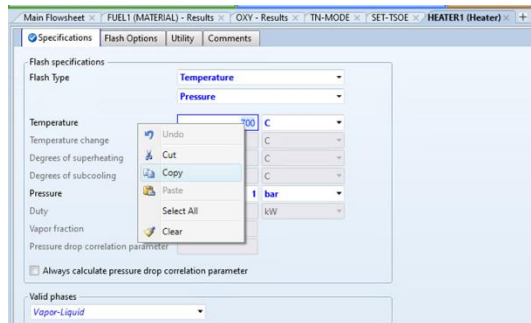 Main Flowsheet × FUEL1 (MATERIAL) - Results × OXY - Results × TN-MODE × SET-TSOE × HEATER1 (Heater) × +
Specifications Flash Options Utility Comments
Flash specifications
Flash Type Temperature
Pressure
Temperature 700 C
Temperature change C
Degrees of superheating C
Degrees of subcooling C
Pressure 1 bar
Duty kW
Vapor fraction
Pressure drop correlation parameter
Undo
Cut
Copy
Paste
Select All
Clear
Always calculate pressure drop correlation parameter
Valid phases
Vapor-Liquid